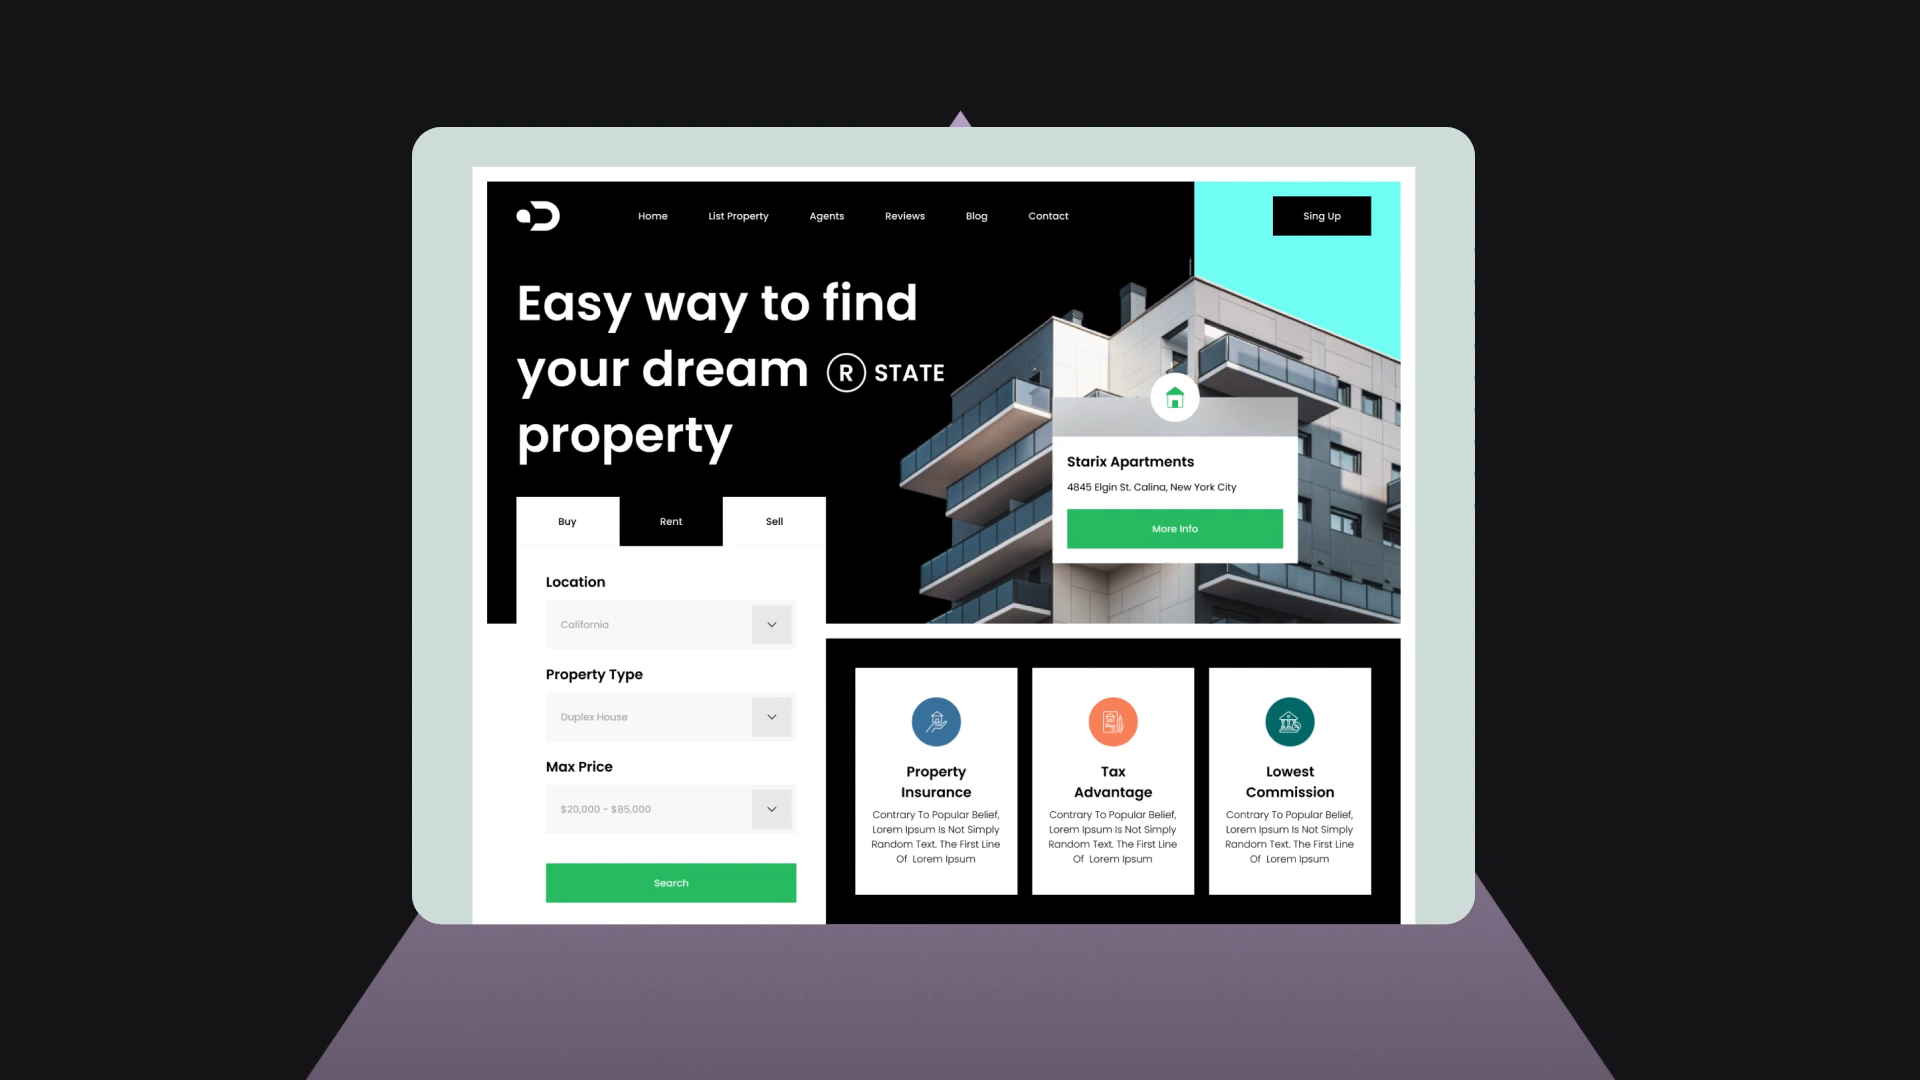 Home
List Property
Agents
Reviews
Blog
Contact
Sing Up
Easy way to find
your dream R STATE
property
Buy
Rent
Sell
Location
California
Property Type
Duplex House
Max Price
$20,000 - $85,000
Search
Starix Apartments
4845 Elgin St. Calina, New York City
More Info
Property
Insurance
Contrary To Popular Belief,
Lorem Ipsum Is Not Simply
Random Text. The First Line
Of Lorem Ipsum
Tax
Advantage
Contrary To Popular Belief,
Lorem Ipsum Is Not Simply
Random Text. The First Line
Of Lorem Ipsum
Lowest
Commission
Contrary To Popular Belief,
Lorem Ipsum Is Not Simply
Random Text. The First Line
Of Lorem Ipsum